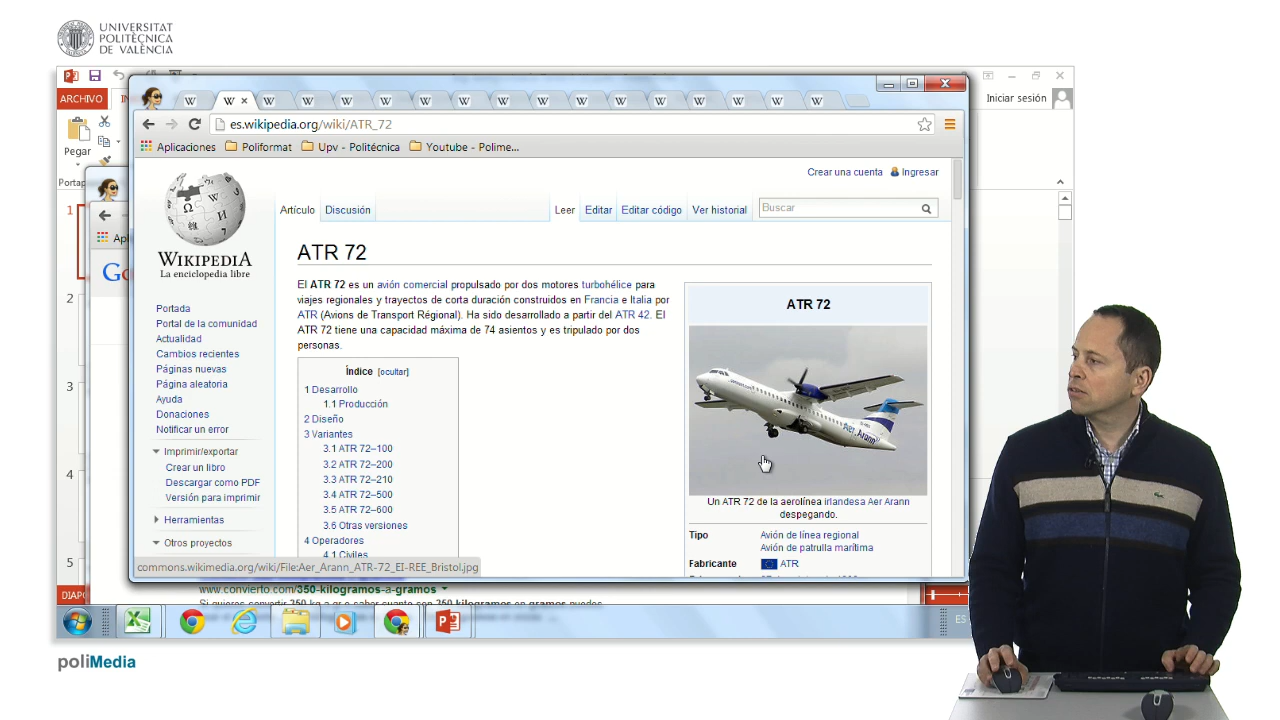 UNIVERSITAT
POLITÈCNICA
DE VALÈNCIA
ARCHIVO
Iniciar sesión
Pegar
es.wikipedia.org/wiki/ATR_72
Aplicaciones
Poliformat
Upv - Politécnica
Youtube - Polime...
WIKIPEDIA
La enciclopedia libre
Crear una cuenta
Ingresar
Artículo
Discusión
Leer
Editar
Editar código
Ver historial
Buscar
ATR 72
El ATR 72 es un avión comercial propulsado por dos motores turbohélice para
viajes regionales y trayectos de corta duración construidos en Francia e Italia por
ATR (Avions de Transport Régional). Ha sido desarrollado a partir del ATR 42. El
ATR 72 tiene una capacidad máxima de 74 asientos y es tripulado por dos
personas.
Índice [ocultar]
1 Desarrollo
1.1 Producción
2 Diseño
3 Variantes
3.1 ATR 72–100
3.2 ATR 72–200
3.3 ATR 72–210
3.4 ATR 72–500
3.5 ATR 72–600
3.6 Otras versiones
4 Operadores
4.1 Civiles
Portada
Portal de la comunidad
Actualidad
Cambios recientes
Páginas nuevas
Página aleatoria
Ayuda
Donaciones
Notificar un error
Imprimir/exportar
Crear un libro
Descargar como PDF
Versión para imprimir
Herramientas
Otros proyectos
ATR 72
Aer Arann
Un ATR 72 de la aerolínea irlandesa Aer Arann
despegando.
Tipo
Avión de línea regional
Avión de patrulla marítima
Fabricante
ATR
commons.wikimedia.org/wiki/File:Aer_Arann_ATR-72_EI-REE_Bristol.jpg
www.convierto.com/350-kilogramos-a-gramos
1
2
3
4
5
ES
poliMedia